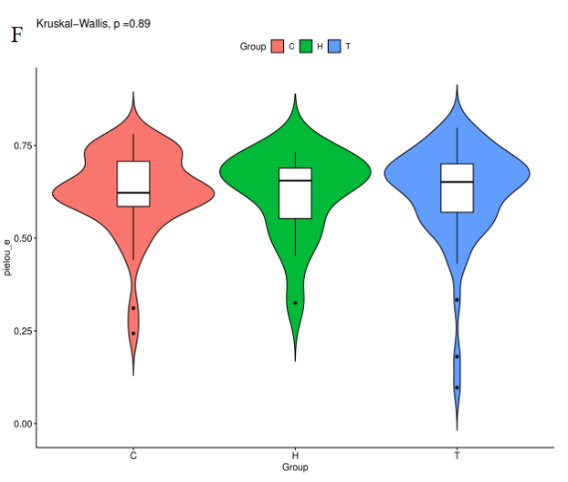 F
Kruskal−Wallis, p =0.89
Group C H T
pielou_e
0.75
0.50
0.25
0.00
C H T
Group